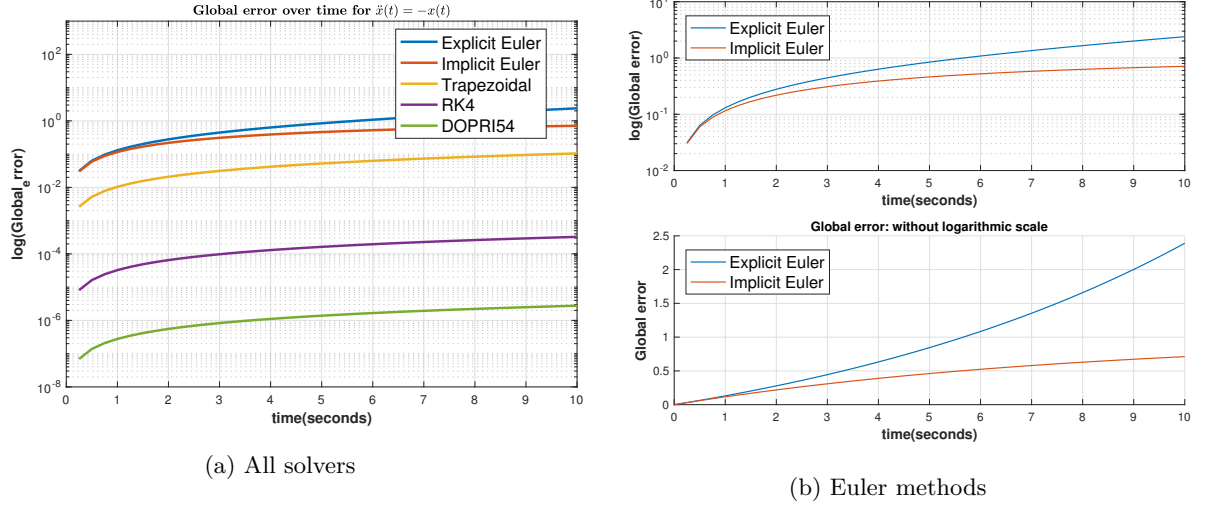 Global error over time for ẍ(t) = −x(t)
Explicit Euler
Implicit Euler
Trapezoidal
RK4
DOPRI54
log(Global_error)
10^2
10^0
10^-2
10^-4
10^-6
10^-8
0 1 2 3 4 5 6 7 8 9 10
time(seconds)
(a) All solvers
Explicit Euler
Implicit Euler
log(Global error)
10^1
10^0
10^-1
10^-2
0 1 2 3 4 5 6 7 8 9 10
time(seconds)
Global error: without logarithmic scale
Explicit Euler
Implicit Euler
Global error
2.5
2
1.5
1
0.5
0
0 1 2 3 4 5 6 7 8 9 10
time(seconds)
(b) Euler methods